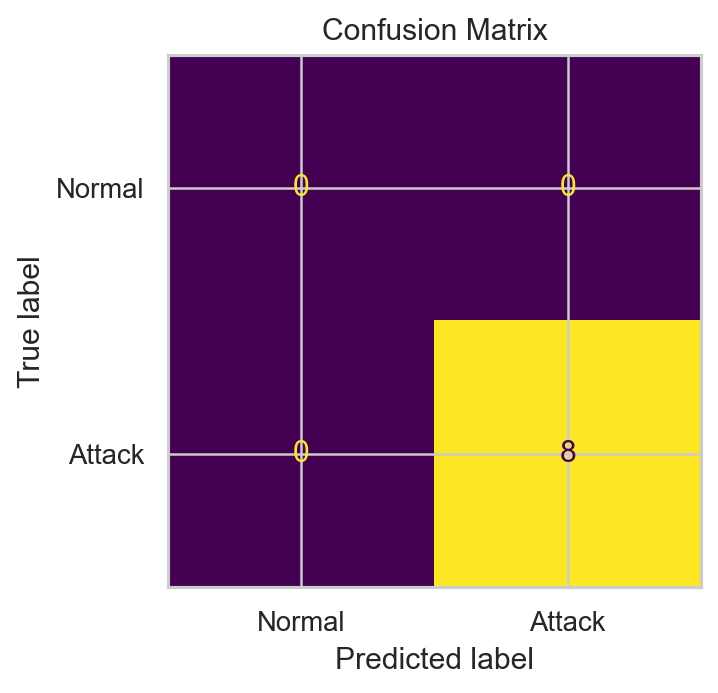 Confusion Matrix
True label
Normal
0 0
Attack
0 8
Normal Attack
Predicted label